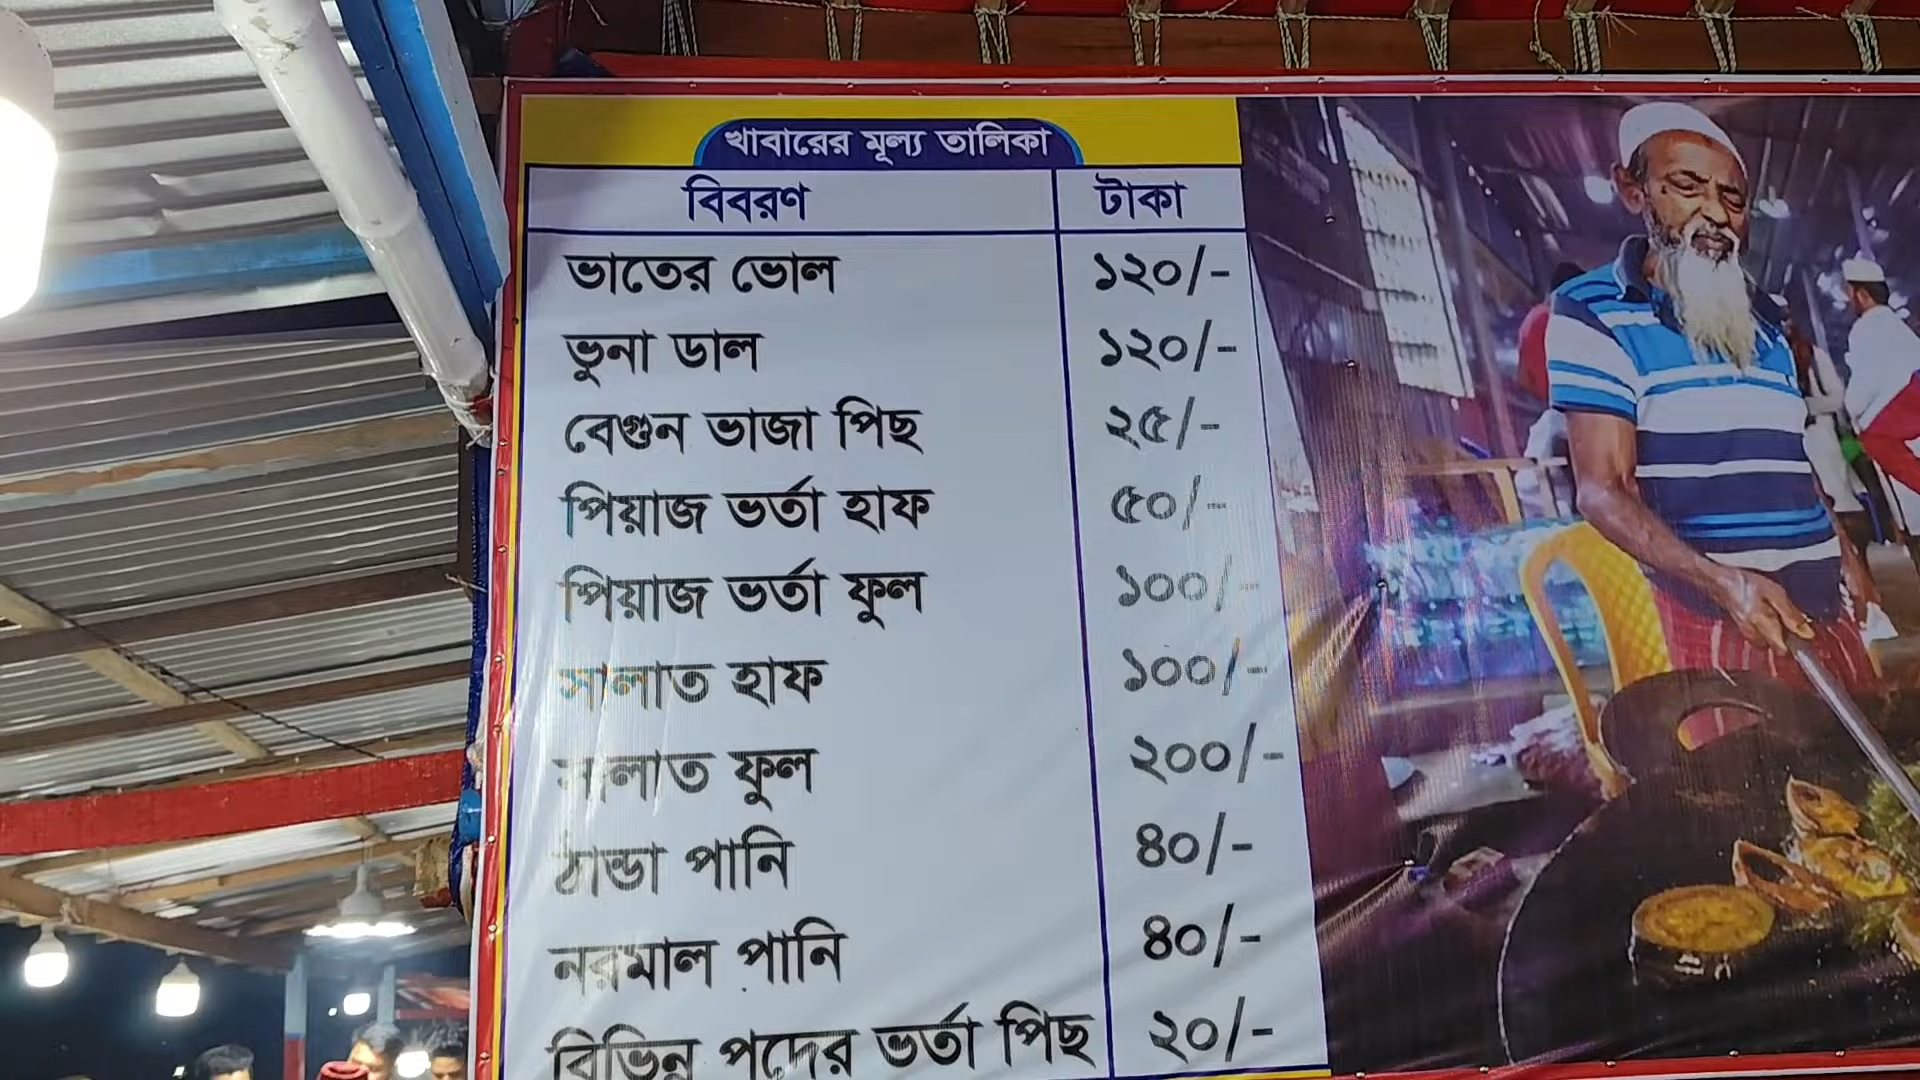 খাবারের মূল্য তালিকা
বিবরণ টাকা
ভাতের ভোল ১২০/-
ভুনা ডাল ১২০/-
বেগুন ভাজা পিছ ২৫/-
পিয়াজ ভর্তা হাফ ৫০/-
পিয়াজ ভর্তা ফুল ১০০/-
সালাত হাফ ১০০/-
সালাত ফুল ২০০/-
ঠান্ডা পানি ৪০/-
নরমাল পানি ৪০/-
বিভিন্ন পদের ভর্তা পিছ ২০/-